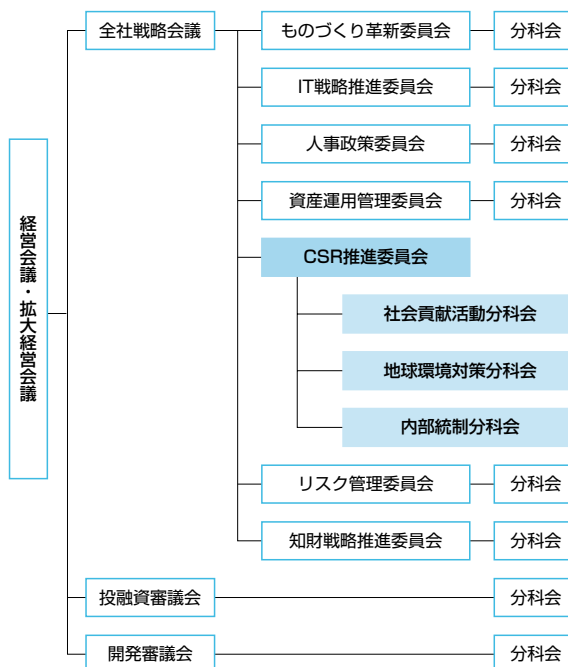 経営会議・拡大経営会議
全社戦略会議
ものづくり革新委員会
分科会
IT戦略推進委員会
分科会
人事政策委員会
分科会
資産運用管理委員会
分科会
CSR推進委員会
社会貢献活動分科会
地球環境対策分科会
内部統制分科会
リスク管理委員会
分科会
知財戦略推進委員会
分科会
投融資審議会
分科会
開発審議会
分科会